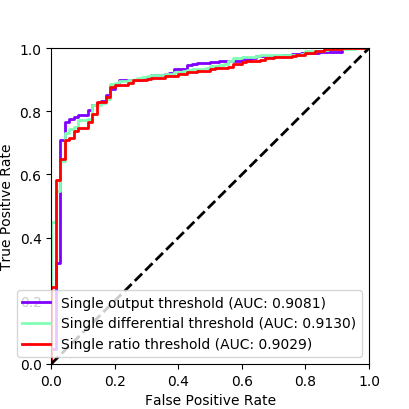 1.0
0.8
0.6
0.4
0.2
0.0
True Positive Rate
Single output threshold (AUC: 0.9081)
Single differential threshold (AUC: 0.9130)
Single ratio threshold (AUC: 0.9029)
0.0 0.2 0.4 0.6 0.8 1.0
False Positive Rate